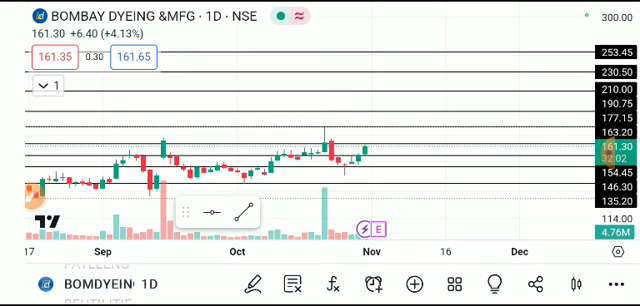 BOMBAY DYEING &MFG · 1D · NSE
161.30 +6.40 (+4.13%)
161.35 0.30 161.65
1
300.00
253.45
230.50
210.00
190.75
177.15
163.20
161.30
32.02
154.45
146.30
135.20
114.00
4.76M
E
17 Sep Oct Nov 16 Dec
BOMDYEIN 1D